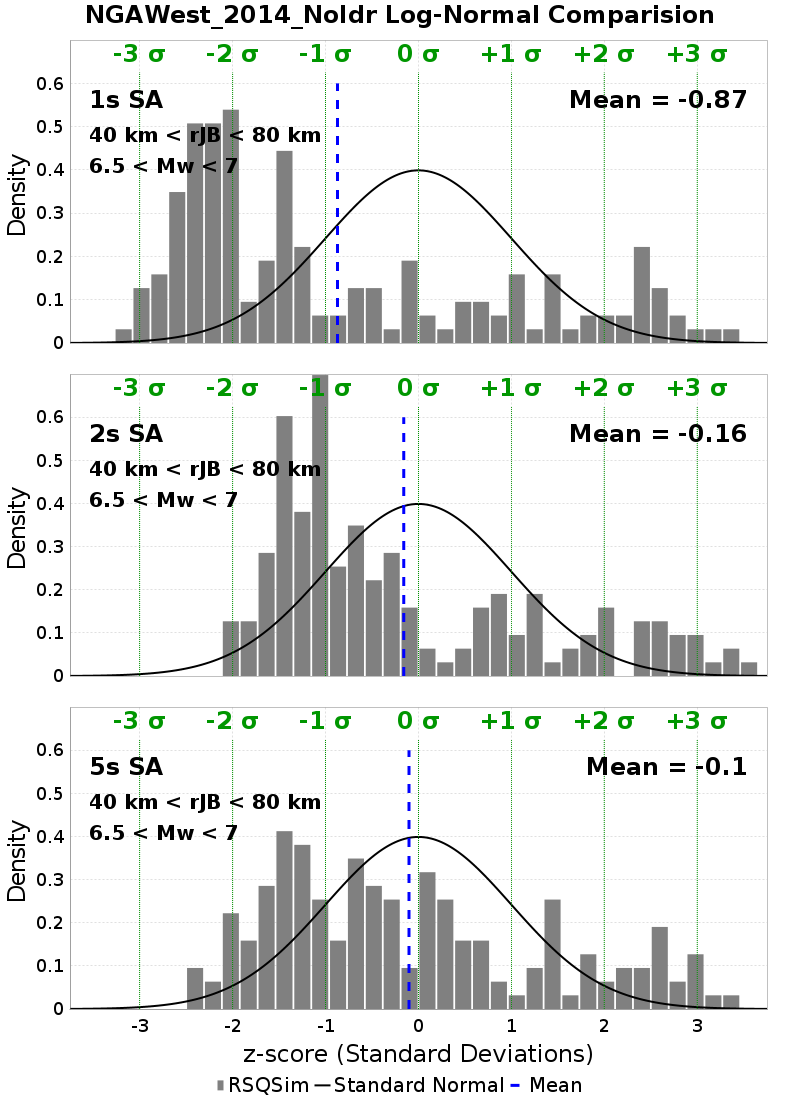 NGAWest_2014_NoIdr Log-Normal Comparision
-3 σ -2 σ -1 σ 0 σ +1 σ +2 σ +3 σ
1s SA Mean = -0.87
40 km < rJB < 80 km
6.5 < Mw < 7
0.6
0.5
0.4
0.3
0.2
0.1
0
Density
-3 σ -2 σ -1 σ 0 σ +1 σ +2 σ +3 σ
2s SA Mean = -0.16
40 km < rJB < 80 km
6.5 < Mw < 7
0.6
0.5
0.4
0.3
0.2
0.1
0
Density
-3 σ -2 σ -1 σ 0 σ +1 σ +2 σ +3 σ
5s SA Mean = -0.1
40 km < rJB < 80 km
6.5 < Mw < 7
0.6
0.5
0.4
0.3
0.2
0.1
0
Density
-3 -2 -1 0 1 2 3
z-score (Standard Deviations)
RSQSim Standard Normal Mean